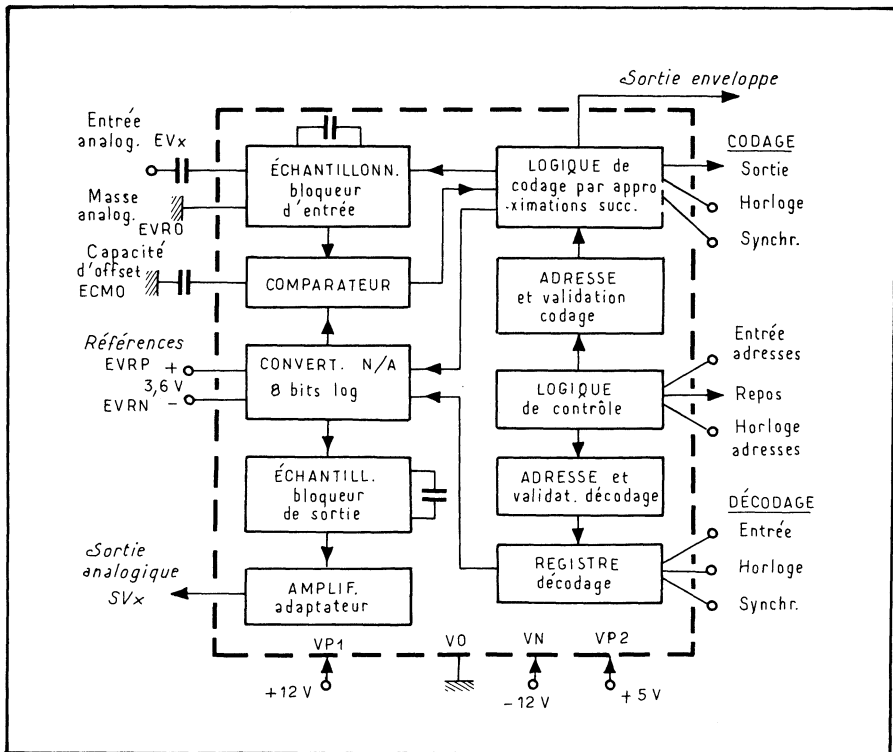 Sortie enveloppe
Entrée
analog. EVx
Masse
analog.
EVRO
Capacité
d'offset
ECMO
Références
EVRP +
3,6 V
EVRN -
Sortie
analogique
SVx
ÉCHANTILLONN.
bloqueur
d'entrée
COMPARATEUR
CONVERT. N/A
8 bits log
ÉCHANTILL.
bloqueur
de sortie
AMPLIF.
adaptateur
LOGIQUE de
codage par appro
-ximations succ.
ADRESSE
et validation
codage
LOGIQUE
de contrôle
ADRESSE et
validat. décodage
REGISTRE
décodage
CODAGE
Sortie
Horloge
Synchr.
Entrée
adresses
Repos
Horloge
adresses
DÉCODAGE
Entrée
Horloge
Synchr.
VP1
VO
VN
VP2
+12 V
-12 V
+5 V